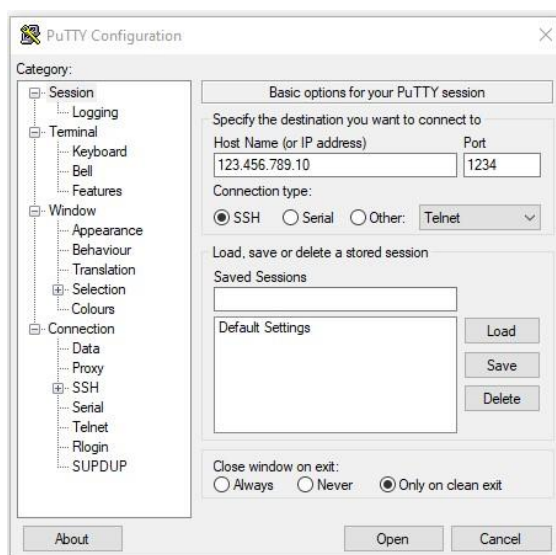 PuTTY Configuration
Category:
Session
Logging
Terminal
Keyboard
Bell
Features
Window
Appearance
Behaviour
Translation
Selection
Colours
Connection
Data
Proxy
SSH
Serial
Telnet
Rlogin
SUPDUP
Basic options for your PuTTY session
Specify the destination you want to connect to
Host Name (or IP address) Port
123.456.789.10 1234
Connection type:
SSH Serial Other: Telnet
Load, save or delete a stored session
Saved Sessions
Default Settings
Load
Save
Delete
Close window on exit:
Always Never Only on clean exit
About Open Cancel